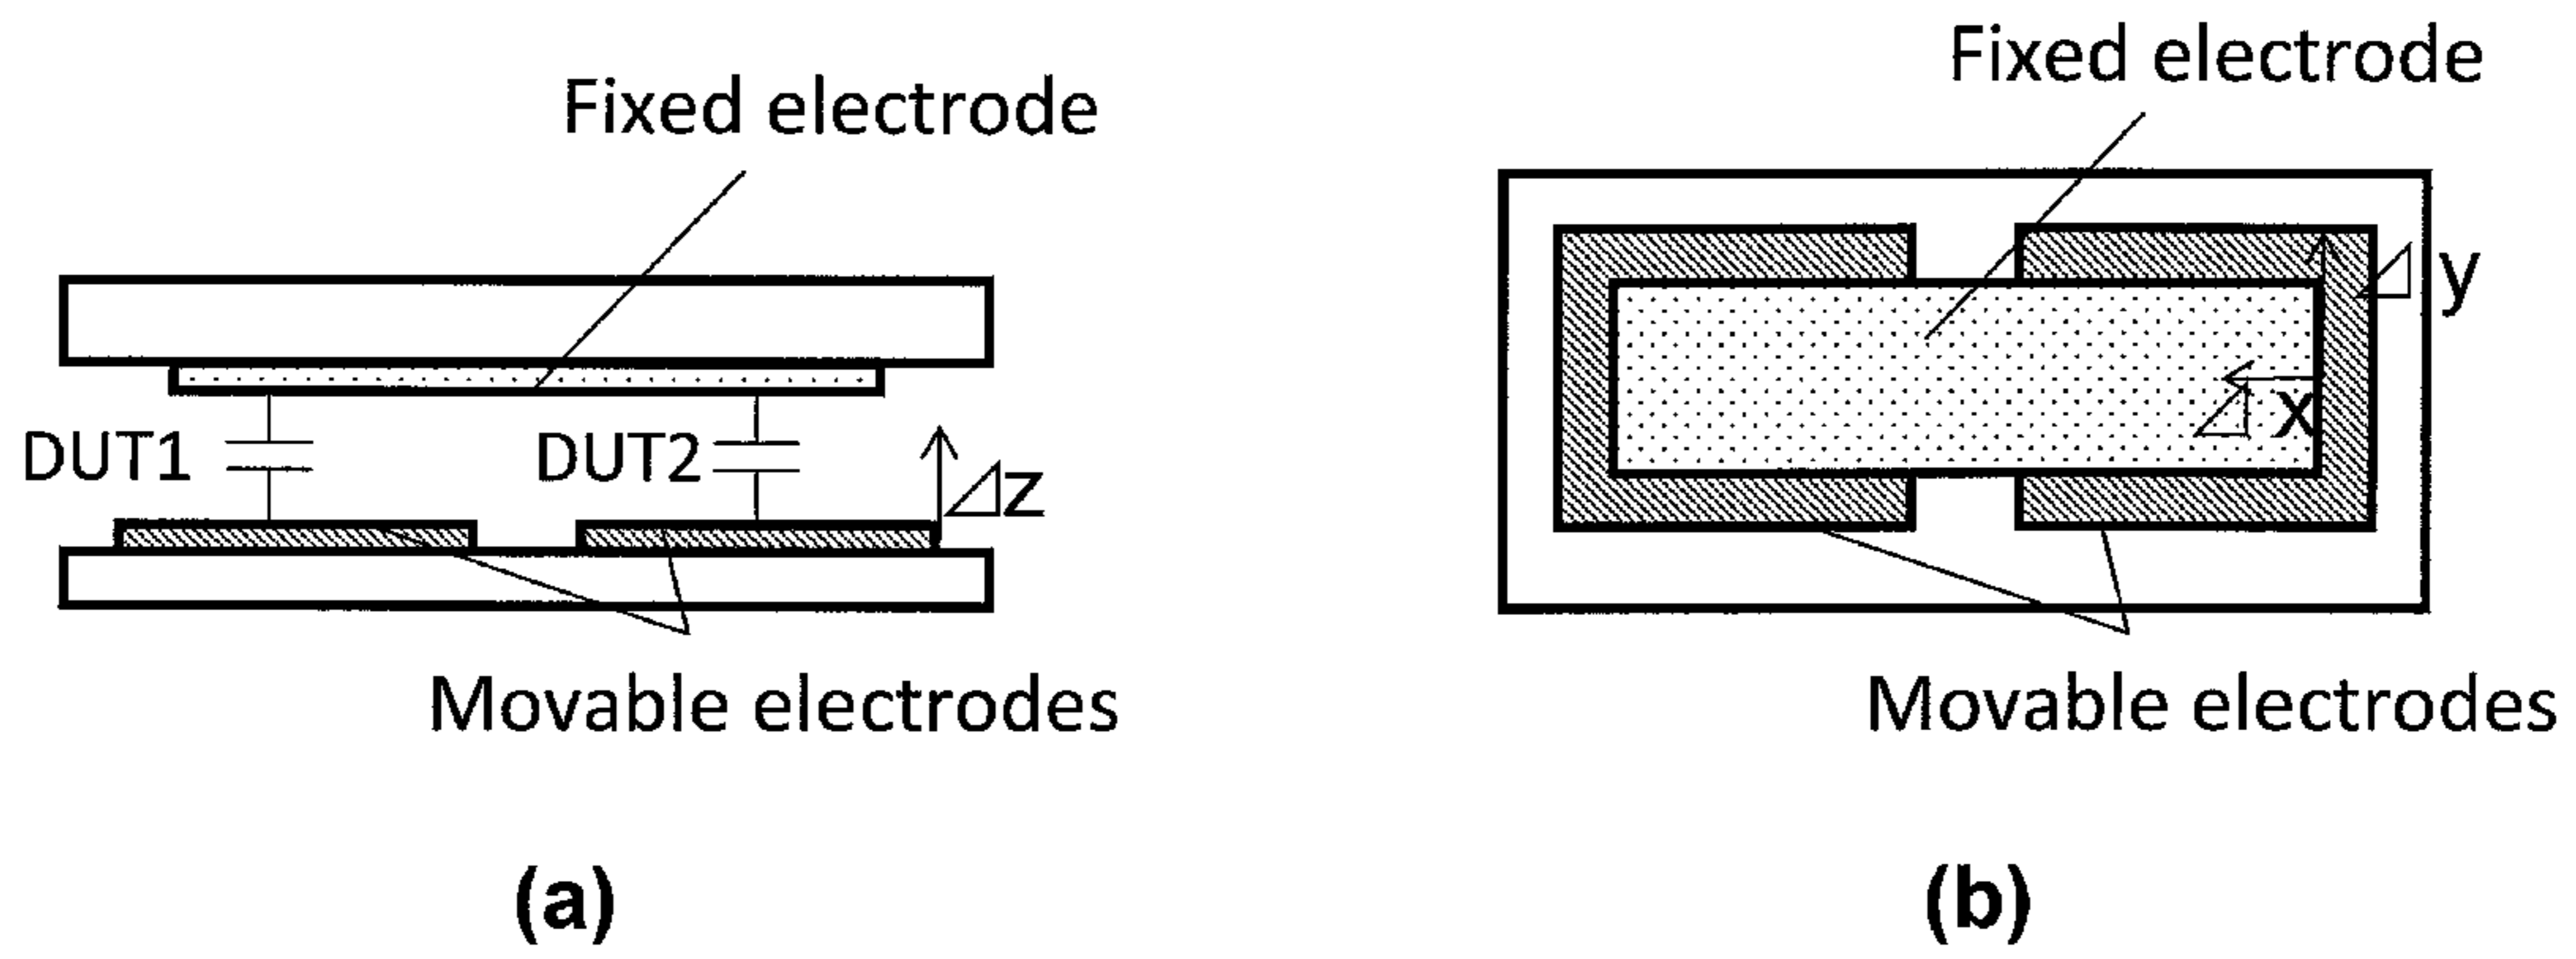 Fixed electrode
DUT1
DUT2
⊿z
Movable electrodes
(a)
Fixed electrode
⊿y
⊿x
Movable electrodes
(b)